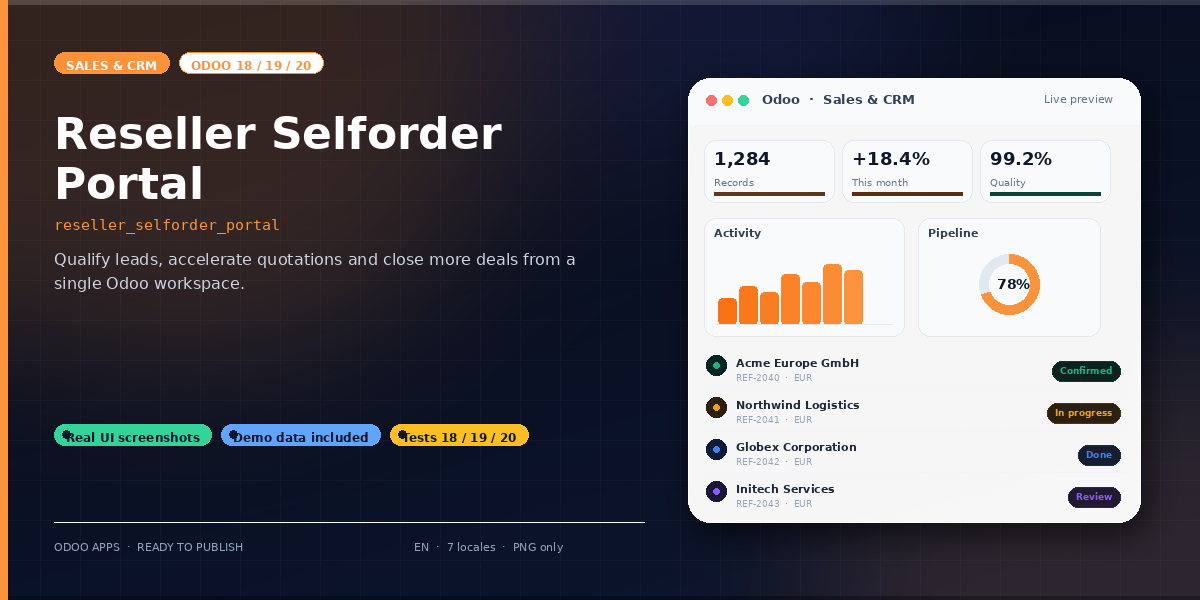 SALES & CRM
ODOO 18 / 19 / 20
Reseller Selforder
Portal
reseller_selforder_portal
Qualify leads, accelerate quotations and close more deals from a
single Odoo workspace.
Real UI screenshots
Demo data included
Tests 18 / 19 / 20
ODOO APPS · READY TO PUBLISH
EN · 7 locales · PNG only
Odoo · Sales & CRM
Live preview
1,284
Records
+18.4%
This month
99.2%
Quality
Activity
Pipeline
78%
Acme Europe GmbH
REF-2040 · EUR
Confirmed
Northwind Logistics
REF-2041 · EUR
In progress
Globex Corporation
REF-2042 · EUR
Done
Initech Services
REF-2043 · EUR
Review